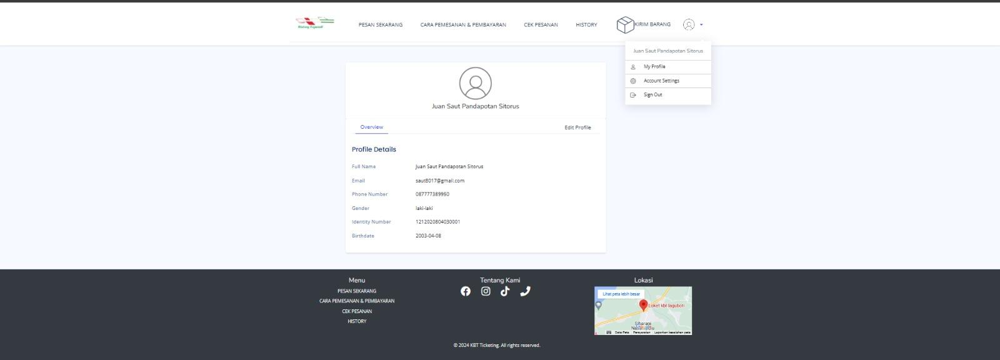 PESAN SEKARANG
CARA PEMESANAN & PEMBAYARAN
CEK PESANAN
HISTORY
KIRIM BARANG
Juan Saut Pandapotan Sitorus
My Profile
Account Settings
Sign Out
Juan Saut Pandapotan Sitorus
Overview
Edit Profile
Profile Details
Full Name Juan Saut Pandapotan Sitorus
Email saut8017@gmail.com
Phone Number 087777389950
Gender laki-laki
Identity Number 1212020804030001
Birthdate 2003-04-08
Menu
PESAN SEKARANG
CARA PEMESANAN & PEMBAYARAN
CEK PESANAN
HISTORY
Tentang Kami
Lokasi
Lihat peta lebih besar
Loket kbt laguboti
Sibarani
Nasampulu
Data Peta Persyaratan Laporkan kesalahan peta
© 2024 KBT Ticketing. All rights reserved.